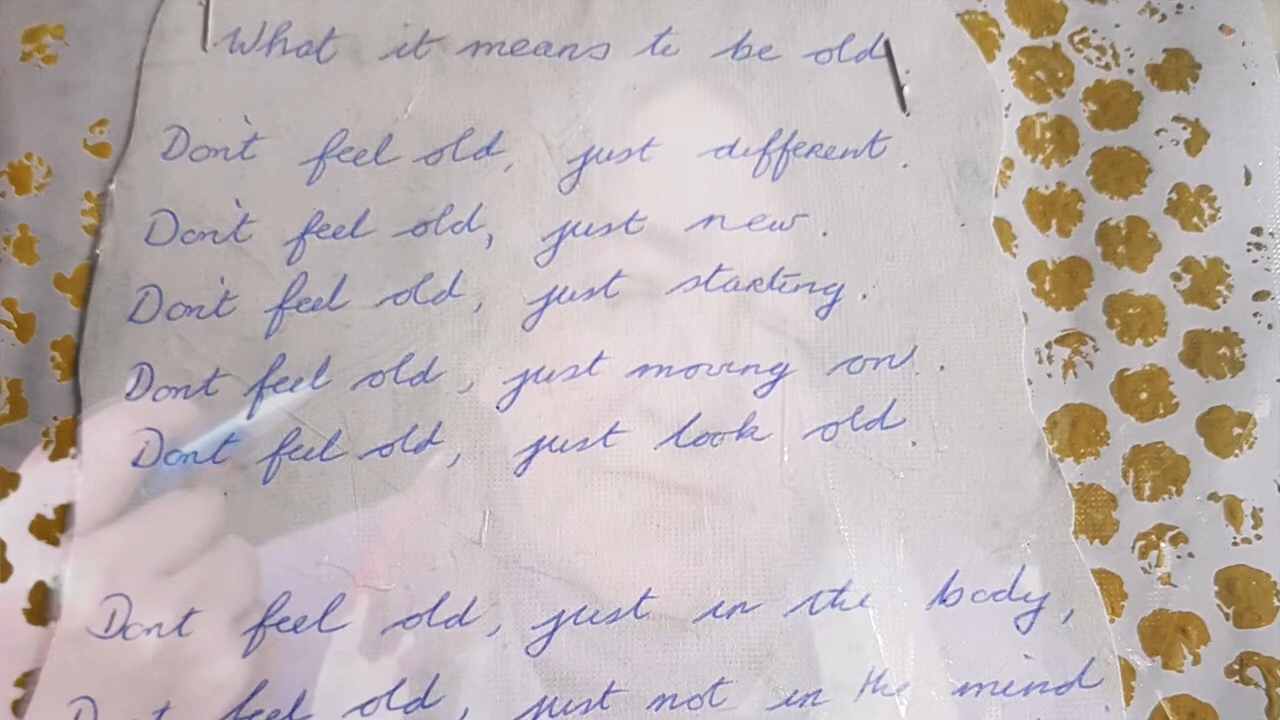 What it means to be old.
Don't feel old, just different.
Don't feel old, just new.
Don't feel old, just starting.
Dont feel old, just moving on.
Dont feel old, just look old.
Dont feel old, just in the body,
Dont feel old, just not in the mind